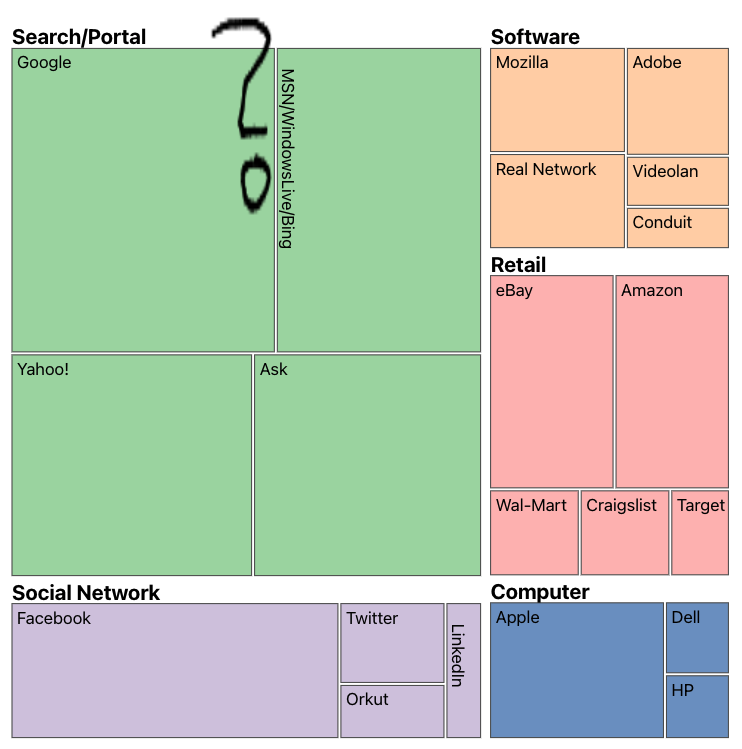 Search/Portal
Google
MSN/WindowsLive/Bing
Yahoo!
Ask
Software
Mozilla
Adobe
Real Network
Videolan
Conduit
Retail
eBay
Amazon
Wal-Mart
Craigslist
Target
Social Network
Facebook
Twitter
LinkedIn
Orkut
Computer
Apple
Dell
HP